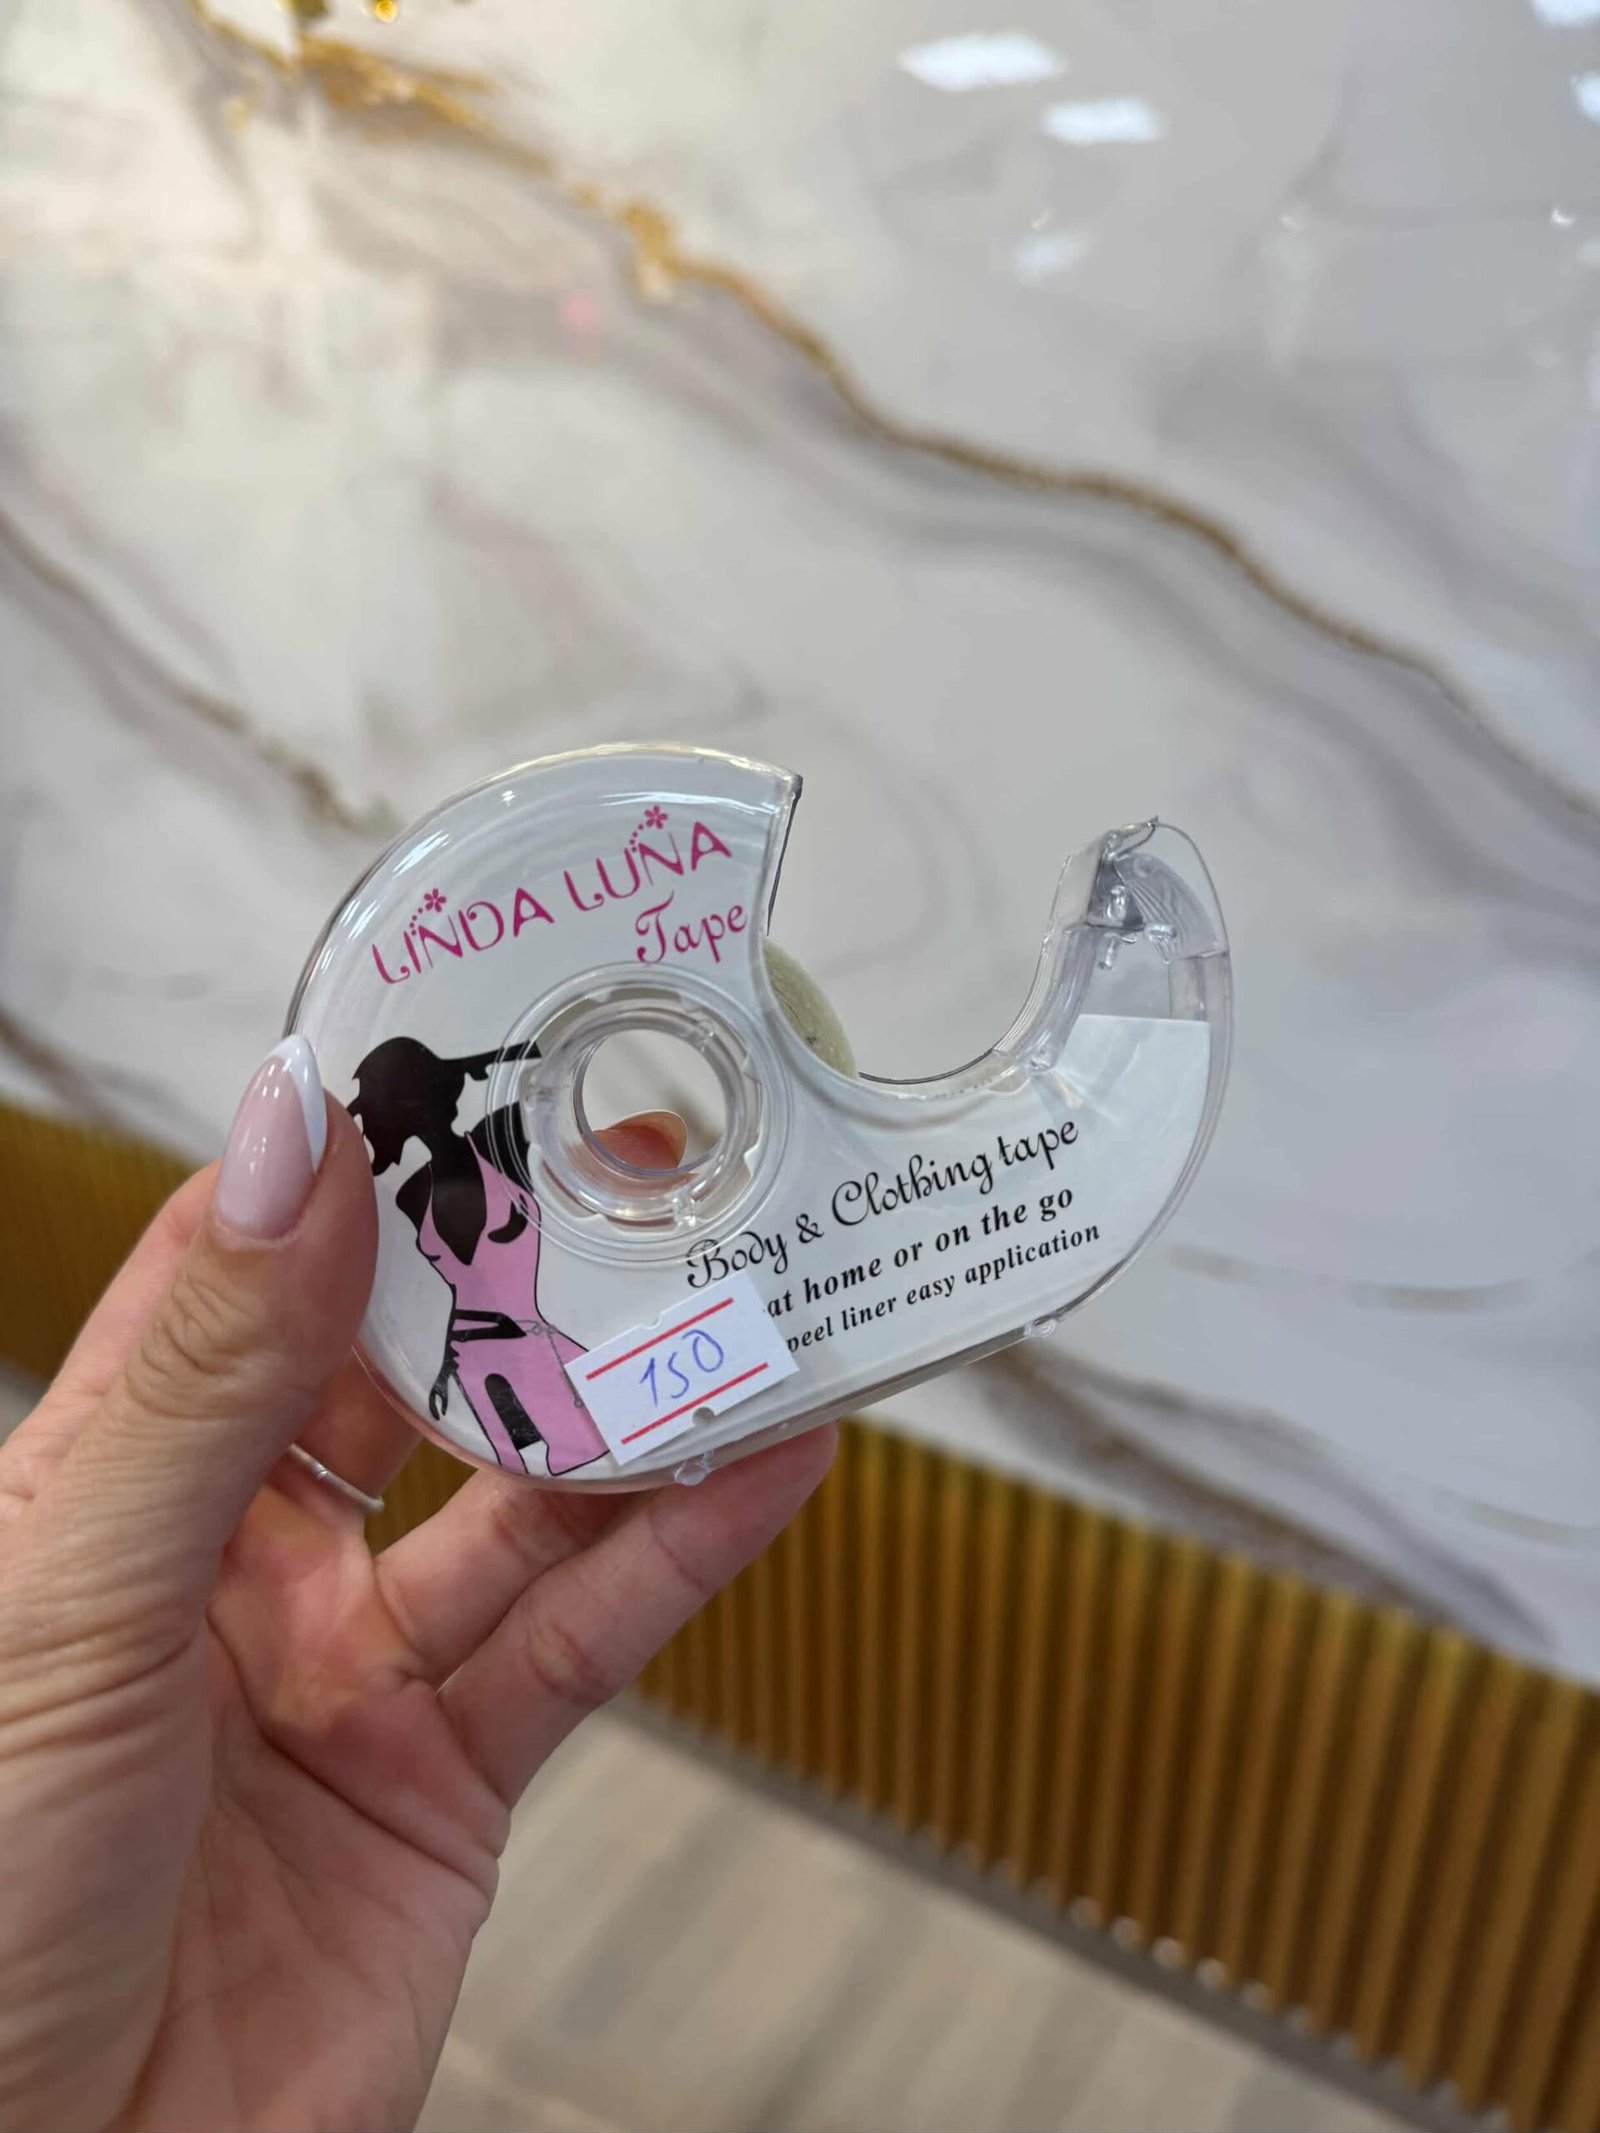 LINDA LUNA
Tape
Body & Clothing tape
at home or on the go
peel liner easy application
150